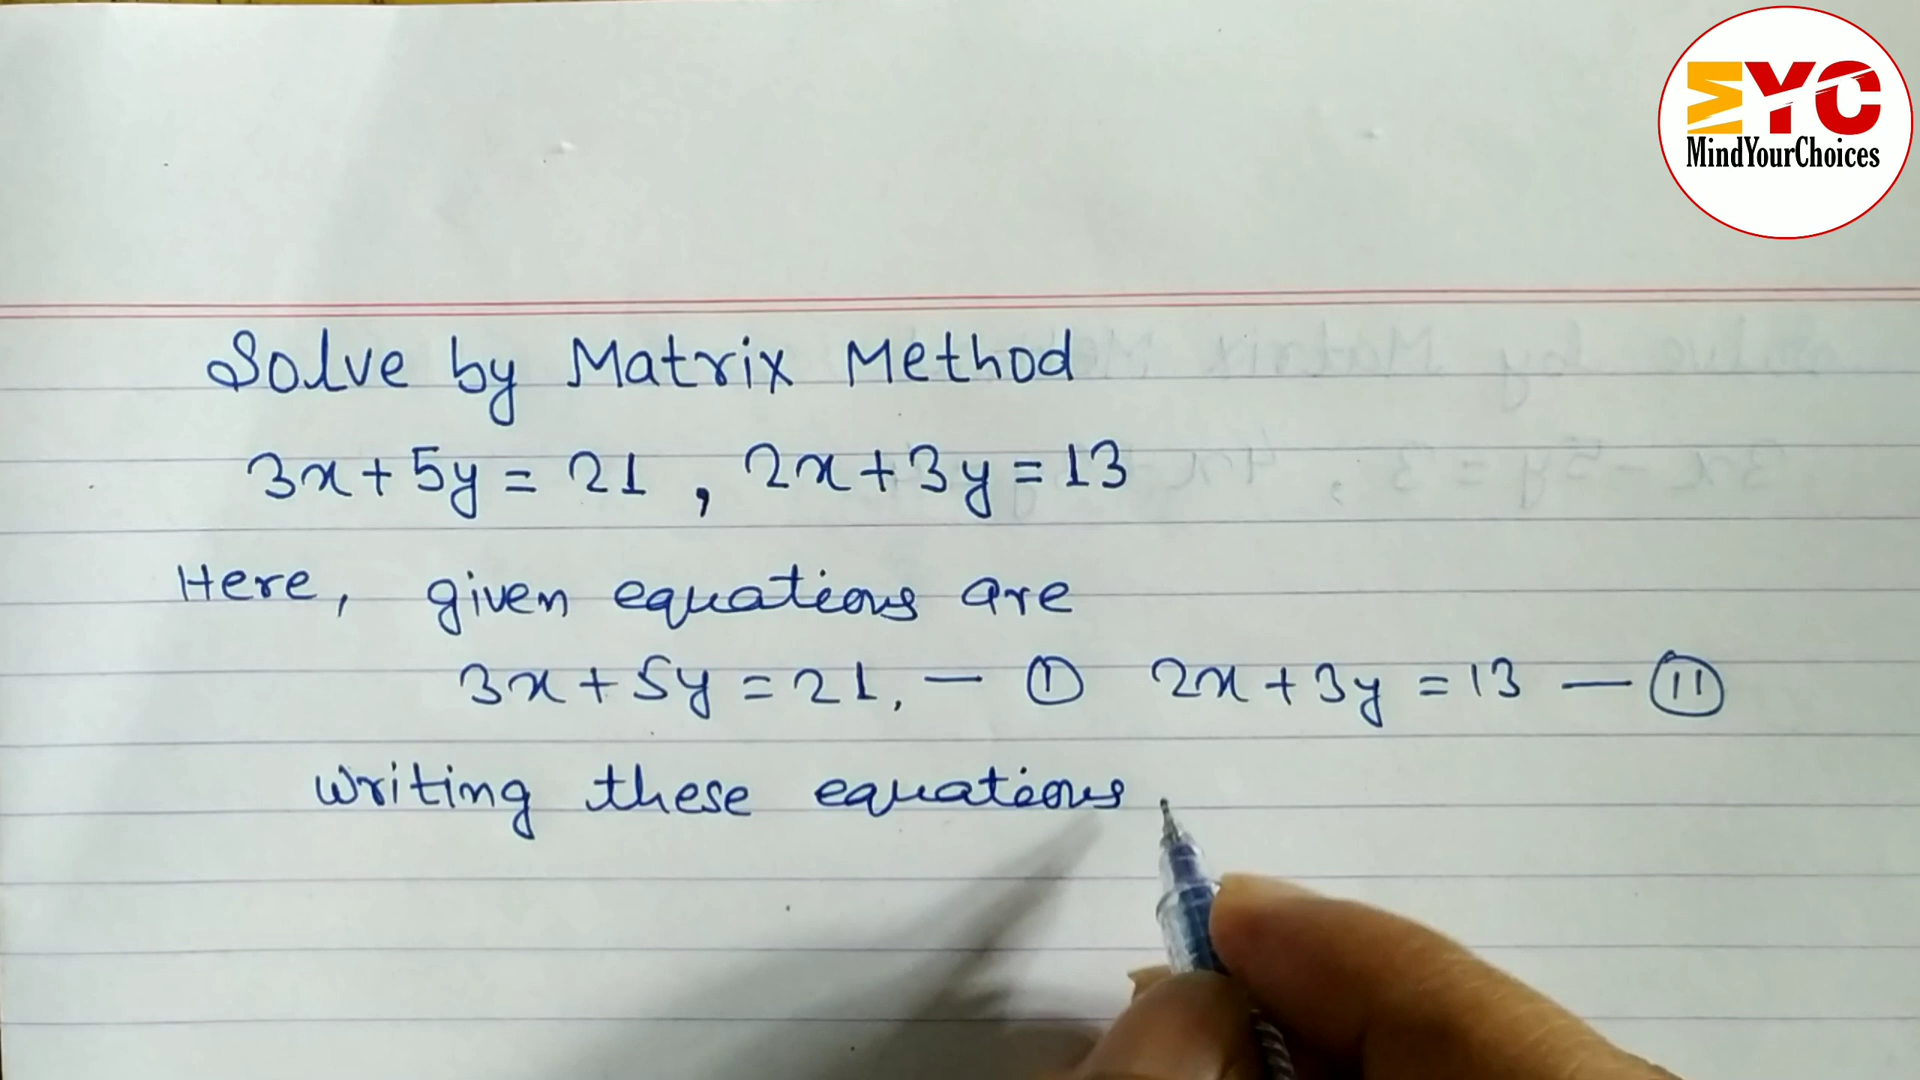 MYC
MindYourChoices
Solve by Matrix Method
3x+5y=21, 2x+3y=13
Here, given equations are
3x+5y=21, — I 2x+3y=13 — II
Writing these equations